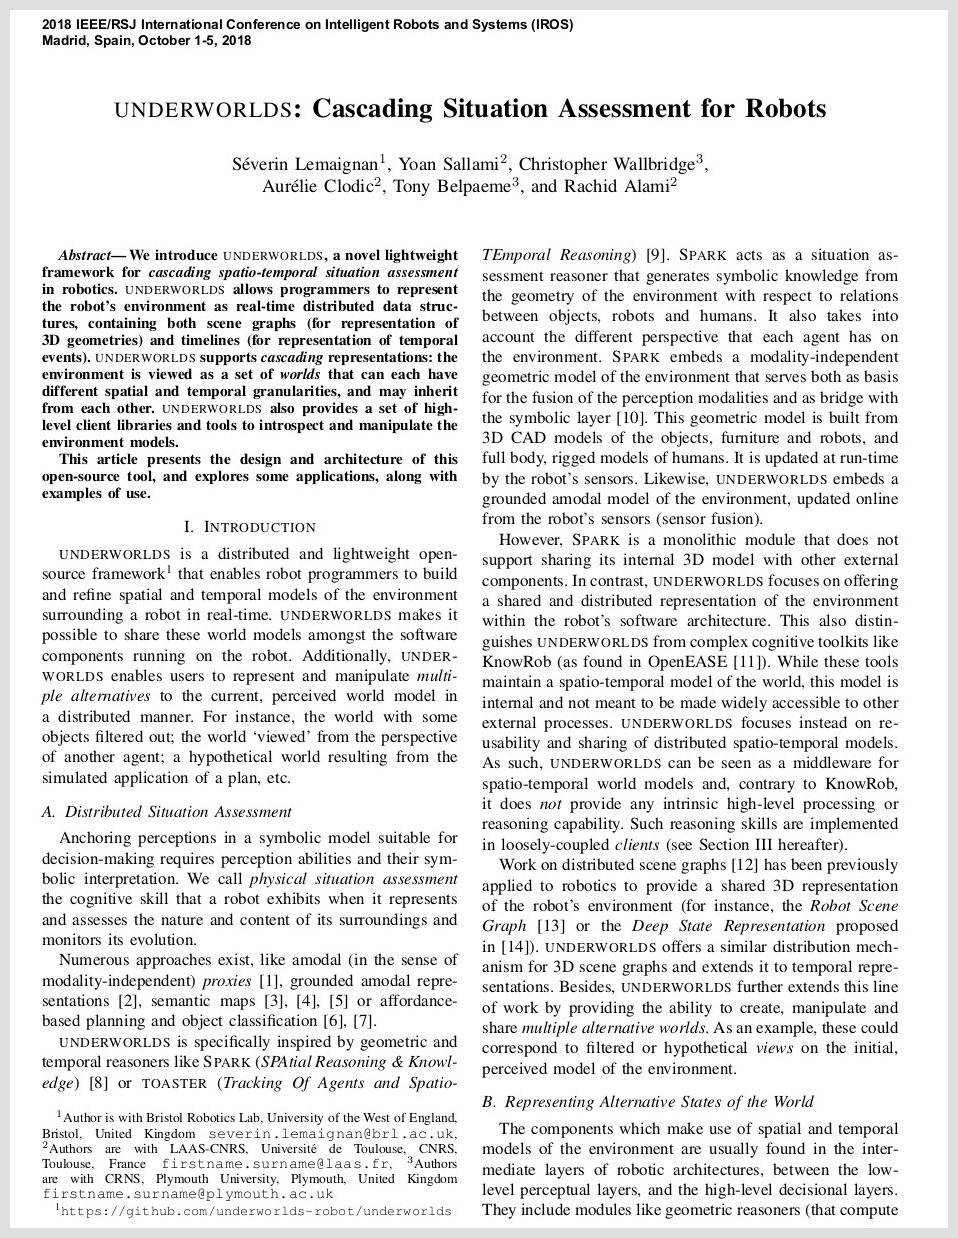 2018 IEEE/RSJ International Conference on Intelligent Robots and Systems (IROS)
Madrid, Spain, October 1-5, 2018
UNDERWORLDS: Cascading Situation Assessment for Robots
Séverin Lemaignan1, Yoan Sallami2, Christopher Wallbridge3,
Aurélie Clodic2, Tony Belpaeme3, and Rachid Alami2
Abstract— We introduce UNDERWORLDS, a novel lightweight
framework for cascading spatio-temporal situation assessment
in robotics. UNDERWORLDS allows programmers to represent
the robot's environment as real-time distributed data struc-
tures, containing both scene graphs (for representation of
3D geometries) and timelines (for representation of temporal
events). UNDERWORLDS supports cascading representations: the
environment is viewed as a set of worlds that can each have
different spatial and temporal granularities, and may inherit
from each other. UNDERWORLDS also provides a set of high-
level client libraries and tools to introspect and manipulate the
environment models.
This article presents the design and architecture of this
open-source tool, and explores some applications, along with
examples of use.
I. INTRODUCTION
UNDERWORLDS is a distributed and lightweight open-
source framework1 that enables robot programmers to build
and refine spatial and temporal models of the environment
surrounding a robot in real-time. UNDERWORLDS makes it
possible to share these world models amongst the software
components running on the robot. Additionally, UNDER-
WORLDS enables users to represent and manipulate multi-
ple alternatives to the current, perceived world model in
a distributed manner. For instance, the world with some
objects filtered out; the world ‘viewed’ from the perspective
of another agent; a hypothetical world resulting from the
simulated application of a plan, etc.
A. Distributed Situation Assessment
Anchoring perceptions in a symbolic model suitable for
decision-making requires perception abilities and their sym-
bolic interpretation. We call physical situation assessment
the cognitive skill that a robot exhibits when it represents
and assesses the nature and content of its surroundings and
monitors its evolution.
Numerous approaches exist, like amodal (in the sense of
modality-independent) proxies [1], grounded amodal repre-
sentations [2], semantic maps [3], [4], [5] or affordance-
based planning and object classification [6], [7].
UNDERWORLDS is specifically inspired by geometric and
temporal reasoners like SPARK (SPAtial Reasoning & Knowl-
edge) [8] or TOASTER (Tracking Of Agents and Spatio-
1Author is with Bristol Robotics Lab, University of the West of England,
Bristol, United Kingdom severin.lemaignan@brl.ac.uk,
2Authors are with LAAS-CNRS, Université de Toulouse, CNRS,
Toulouse, France firstname.surname@laas.fr, 3Authors
are with CRNS, Plymouth University, Plymouth, United Kingdom
firstname.surname@plymouth.ac.uk
1https://github.com/underworlds-robot/underworlds
TEmporal Reasoning) [9]. SPARK acts as a situation as-
sessment reasoner that generates symbolic knowledge from
the geometry of the environment with respect to relations
between objects, robots and humans. It also takes into
account the different perspective that each agent has on
the environment. SPARK embeds a modality-independent
geometric model of the environment that serves both as basis
for the fusion of the perception modalities and as bridge with
the symbolic layer [10]. This geometric model is built from
3D CAD models of the objects, furniture and robots, and
full body, rigged models of humans. It is updated at run-time
by the robot's sensors. Likewise, UNDERWORLDS embeds a
grounded amodal model of the environment, updated online
from the robot's sensors (sensor fusion).
However, SPARK is a monolithic module that does not
support sharing its internal 3D model with other external
components. In contrast, UNDERWORLDS focuses on offering
a shared and distributed representation of the environment
within the robot's software architecture. This also distin-
guishes UNDERWORLDS from complex cognitive toolkits like
KnowRob (as found in OpenEASE [11]). While these tools
maintain a spatio-temporal model of the world, this model is
internal and not meant to be made widely accessible to other
external processes. UNDERWORLDS focuses instead on re-
usability and sharing of distributed spatio-temporal models.
As such, UNDERWORLDS can be seen as a middleware for
spatio-temporal world models and, contrary to KnowRob,
it does not provide any intrinsic high-level processing or
reasoning capability. Such reasoning skills are implemented
in loosely-coupled clients (see Section III hereafter).
Work on distributed scene graphs [12] has been previously
applied to robotics to provide a shared 3D representation
of the robot's environment (for instance, the Robot Scene
Graph [13] or the Deep State Representation proposed
in [14]). UNDERWORLDS offers a similar distribution mech-
anism for 3D scene graphs and extends it to temporal repre-
sentations. Besides, UNDERWORLDS further extends this line
of work by providing the ability to create, manipulate and
share multiple alternative worlds. As an example, these could
correspond to filtered or hypothetical views on the initial,
perceived model of the environment.
B. Representing Alternative States of the World
The components which make use of spatial and temporal
models of the environment are usually found in the inter-
mediate layers of robotic architectures, between the low-
level perceptual layers, and the high-level decisional layers.
They include modules like geometric reasoners (that compute